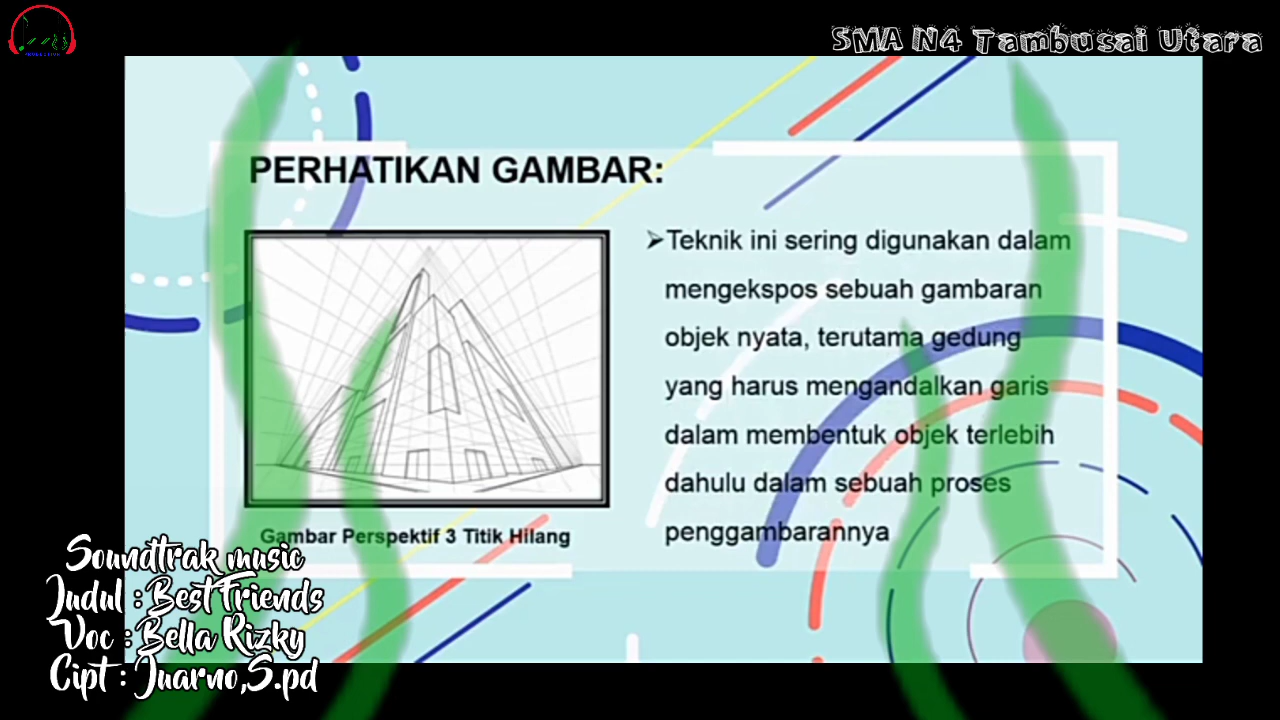 SMA N4 Tambusai Utara
PERHATIKAN GAMBAR:
Teknik ini sering digunakan dalam
mengekspos sebuah gambaran
objek nyata, terutama gedung
yang harus mengandalkan garis
dalam membentuk objek terlebih
dahulu dalam sebuah proses
penggambarannya
Gambar Perspektif 3 Titik Hilang
Soundtrak music
Judul : Best Friends
Voc : Bella Rizky
Cipt : Juarno,S.pd